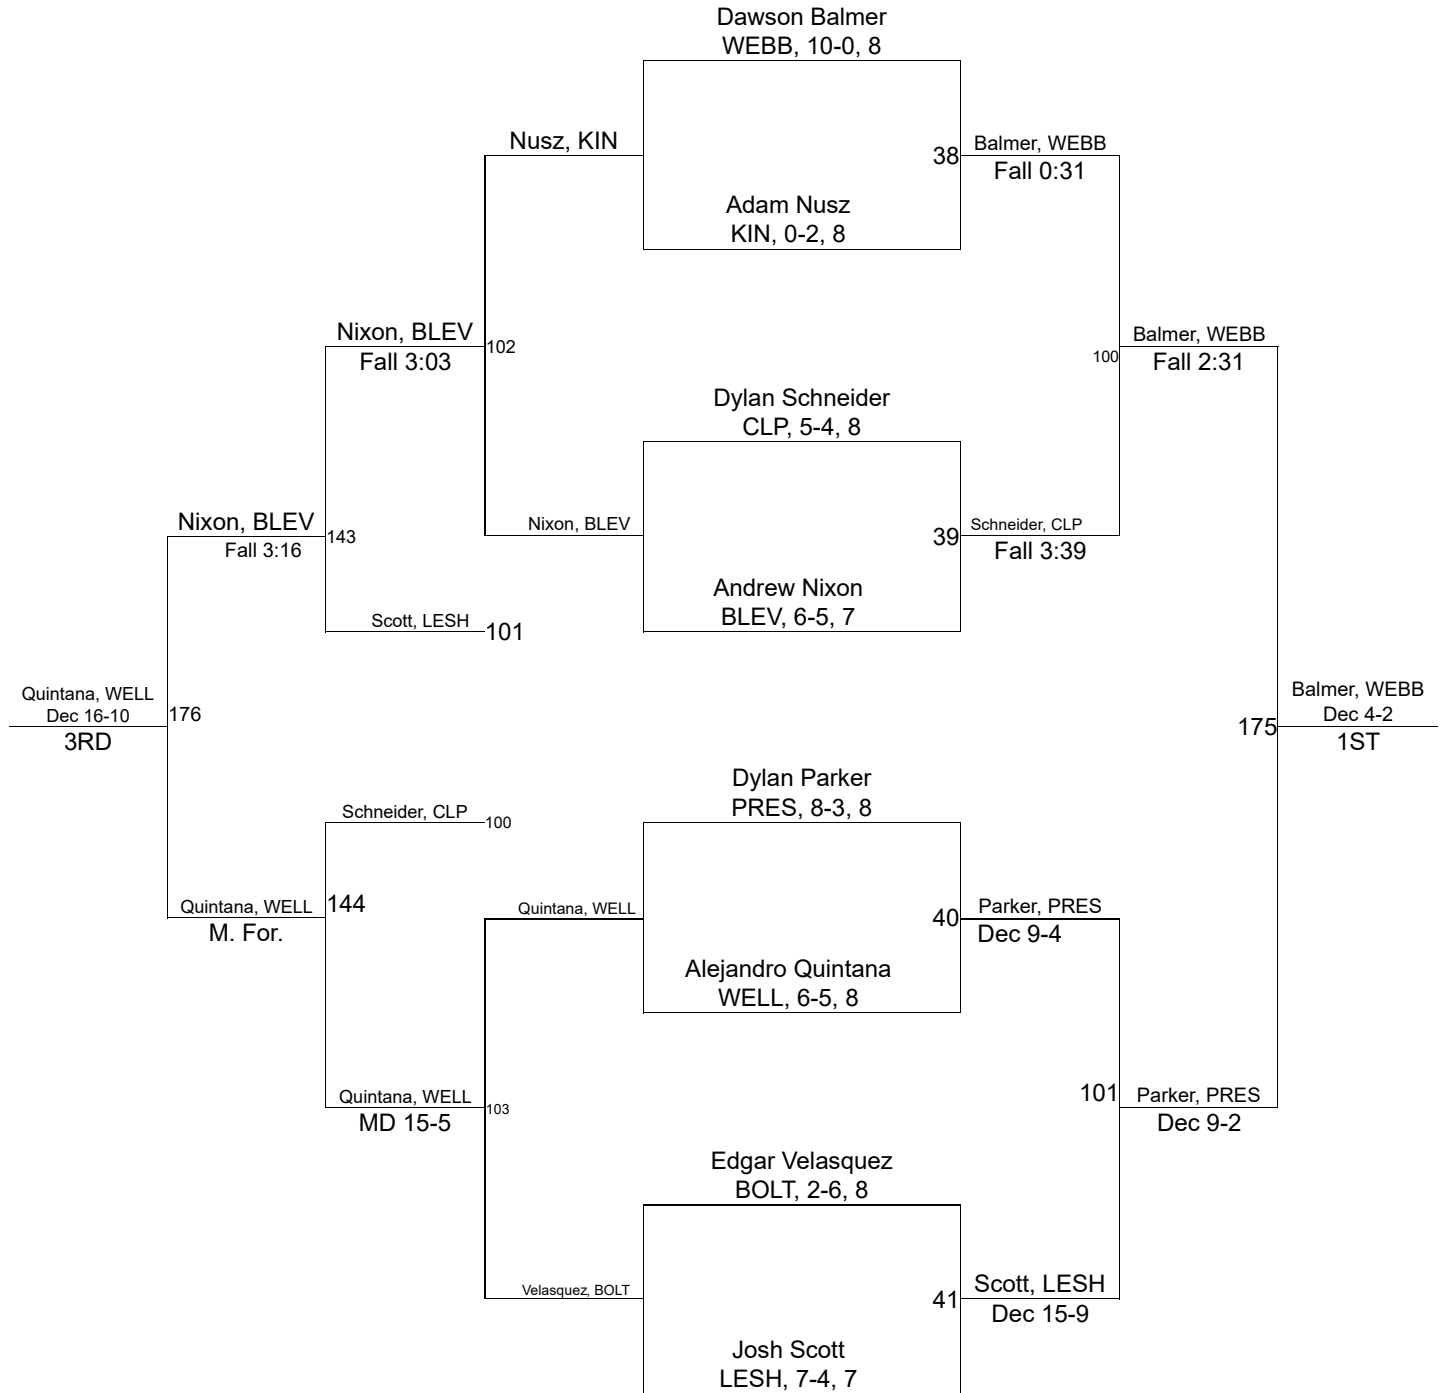 Dawson Balmer
WEBB, 10-0, 8
Nusz, KIN
38
Balmer, WEBB
Fall 0:31
Adam Nusz
KIN, 0-2, 8
Nixon, BLEV
Fall 3:03
102
100
Balmer, WEBB
Fall 2:31
Dylan Schneider
CLP, 5-4, 8
Nixon, BLEV
Fall 3:16
143
Nixon, BLEV
39
Schneider, CLP
Fall 3:39
Andrew Nixon
BLEV, 6-5, 7
Scott, LESH
101
Quintana, WELL
Dec 16-10
3RD
176
175
Balmer, WEBB
Dec 4-2
1ST
Dylan Parker
PRES, 8-3, 8
Schneider, CLP
100
Quintana, WELL
M. For.
144
Quintana, WELL
40
Parker, PRES
Dec 9-4
Alejandro Quintana
WELL, 6-5, 8
Quintana, WELL
MD 15-5
103
101
Parker, PRES
Dec 9-2
Edgar Velasquez
BOLT, 2-6, 8
Velasquez, BOLT
41
Scott, LESH
Dec 15-9
Josh Scott
LESH, 7-4, 7